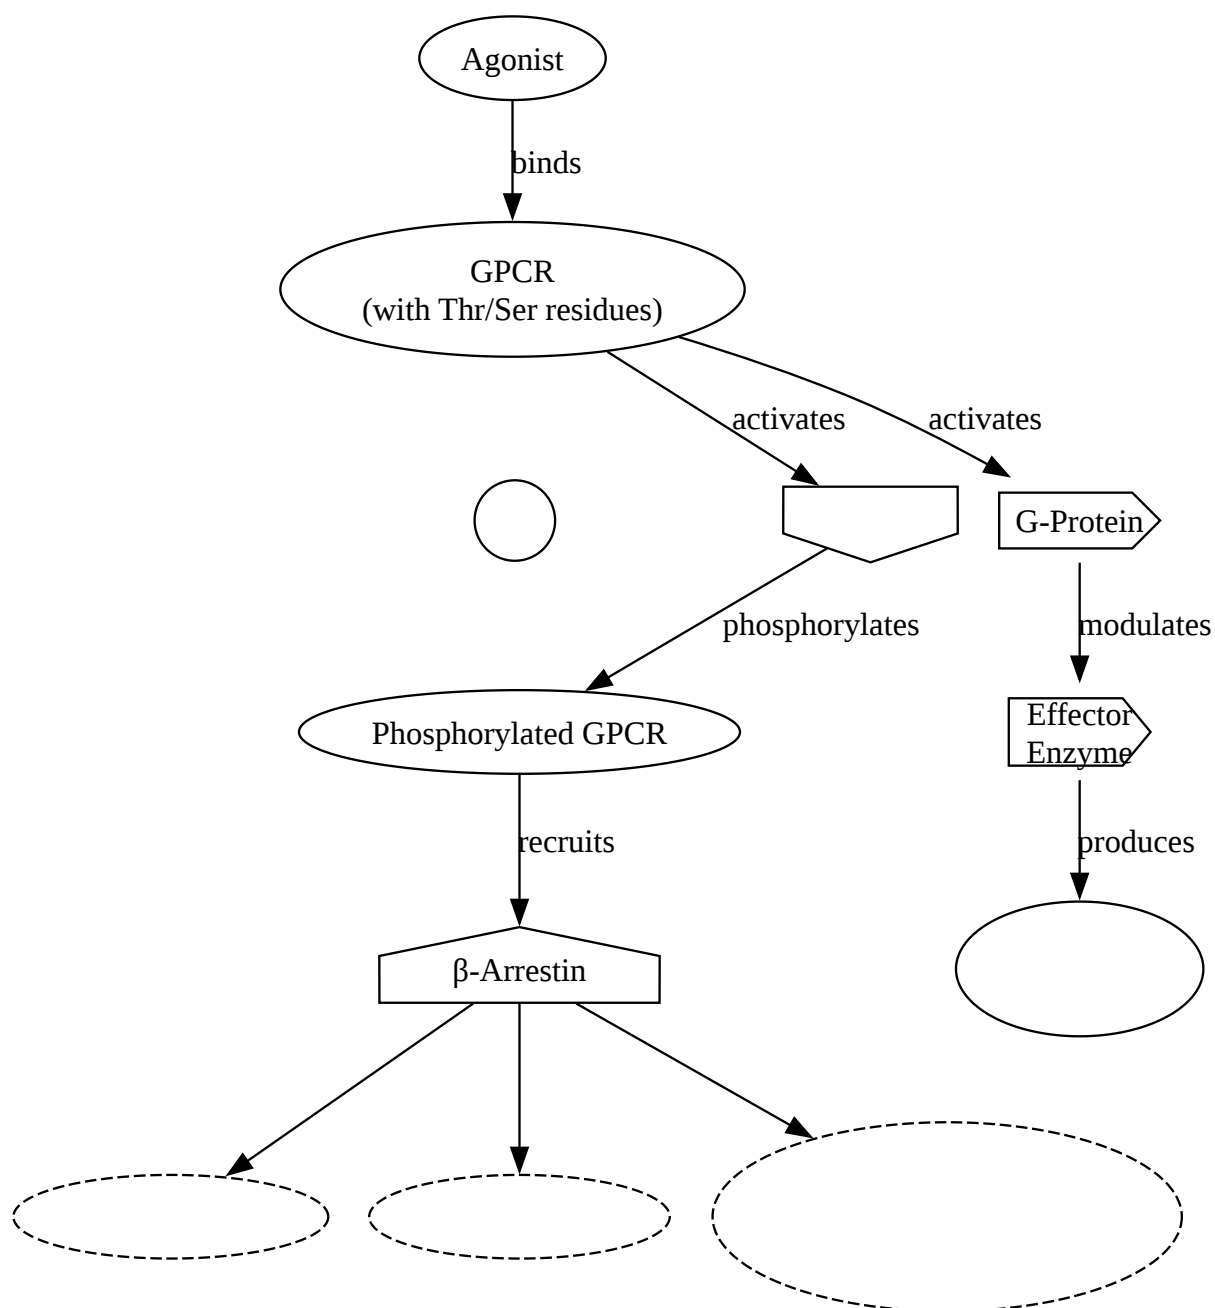 Agonist
binds
GPCR
(with Thr/Ser residues)
activates
activates
G-Protein
phosphorylates
modulates
Phosphorylated GPCR
Effector
Enzyme
recruits
produces
β-Arrestin